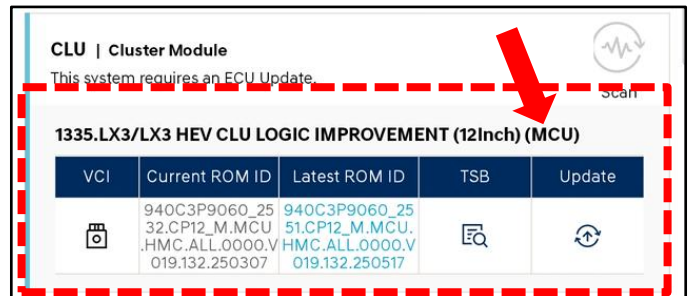 CLU | Cluster Module
This system requires an ECU Update.
Scan
1335.LX3/LX3 HEV CLU LOGIC IMPROVEMENT (12Inch) (MCU)
VCI Current ROM ID Latest ROM ID TSB Update
940C3P9060_25 940C3P9060_25
32.CP12_M.MCU 51.CP12_M.MCU.
.HMC.ALL.0000.V HMC.ALL.0000.V
019.132.250307 019.132.250517